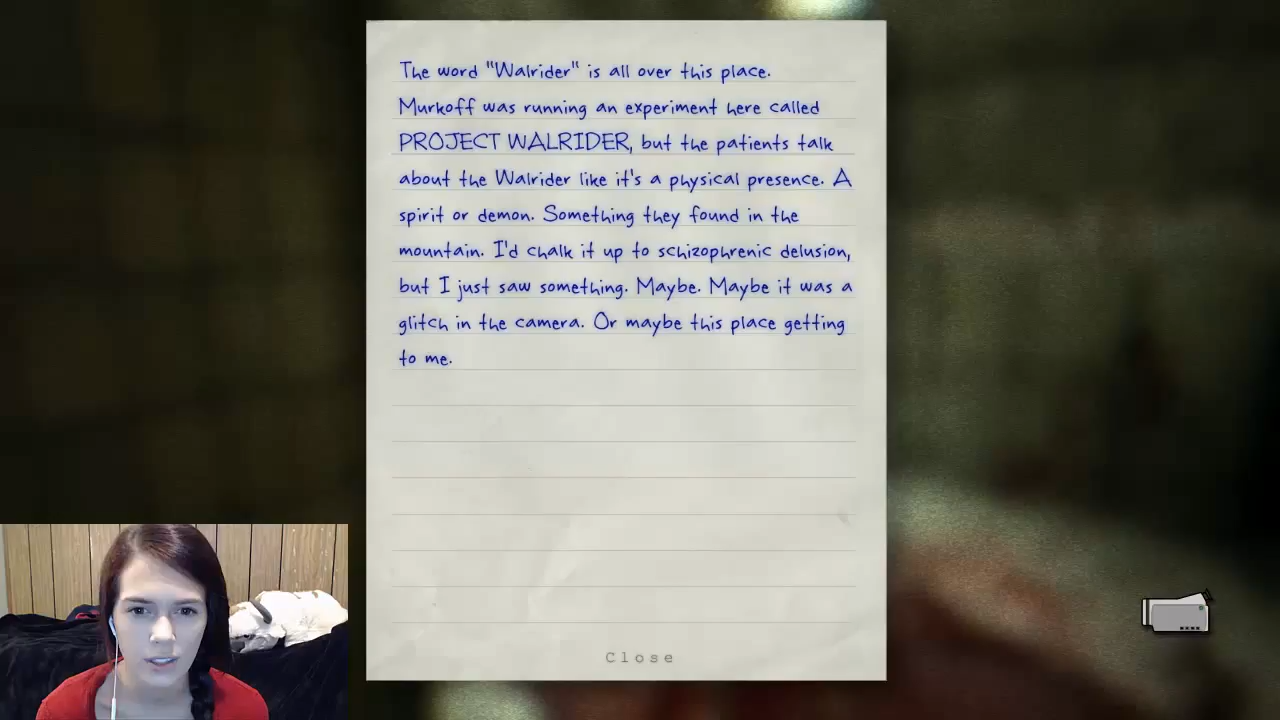 The word "Walrider" is all over this place.
Murkoff was running an experiment here called
PROJECT WALRIDER, but the patients talk
about the Walrider like it's a physical presence. A
spirit or demon. Something they found in the
mountain. I'd chalk it up to schizophrenic delusion,
but I just saw something. Maybe. Maybe it was a
glitch in the camera. Or maybe this place getting
to me.
Close